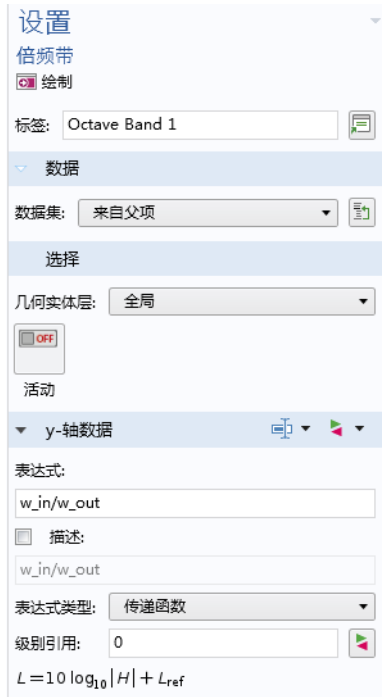 设置
倍频带
绘制
标签: Octave Band 1
数据
数据集: 来自父项
选择
几何实体层: 全局
OFF
活动
y-轴数据
表达式:
w_in/w_out
描述:
w_in/w_out
表达式类型: 传递函数
级别引用: 0
L=10 log₁₀|H|+L_ref